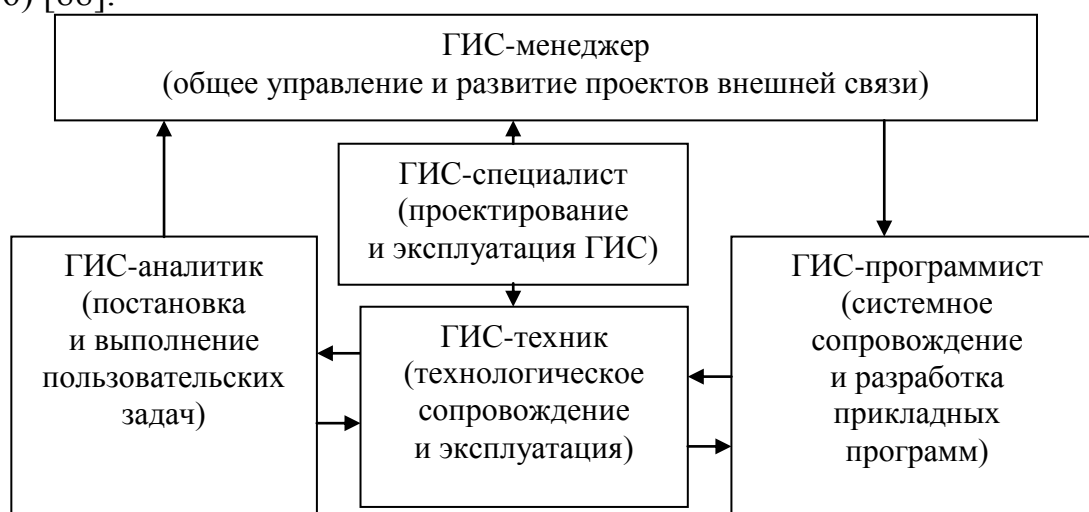 ГИС-менеджер
(общее управление и развитие проектов внешней связи)
ГИС-специалист
(проектирование
и эксплуатация ГИС)
ГИС-аналитик
(постановка
и выполнение
пользовательских
задач)
ГИС-техник
(технологическое
сопровождение
и эксплуатация)
ГИС-программист
(системное
сопровождение
и разработка
прикладных
программ)